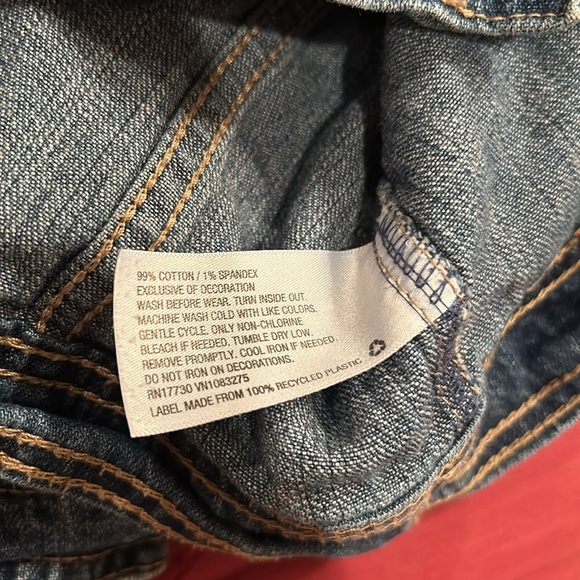 99% COTTON / 1% SPANDEX
EXCLUSIVE OF DECORATION
WASH BEFORE WEAR. TURN INSIDE OUT.
MACHINE WASH COLD WITH LIKE COLORS.
GENTLE CYCLE. ONLY NON-CHLORINE
BLEACH IF NEEDED. TUMBLE DRY LOW.
REMOVE PROMPTLY. COOL IRON IF NEEDED.
DO NOT IRON ON DECORATIONS.
RN17730 VN1083275
LABEL MADE FROM 100% RECYCLED PLASTIC